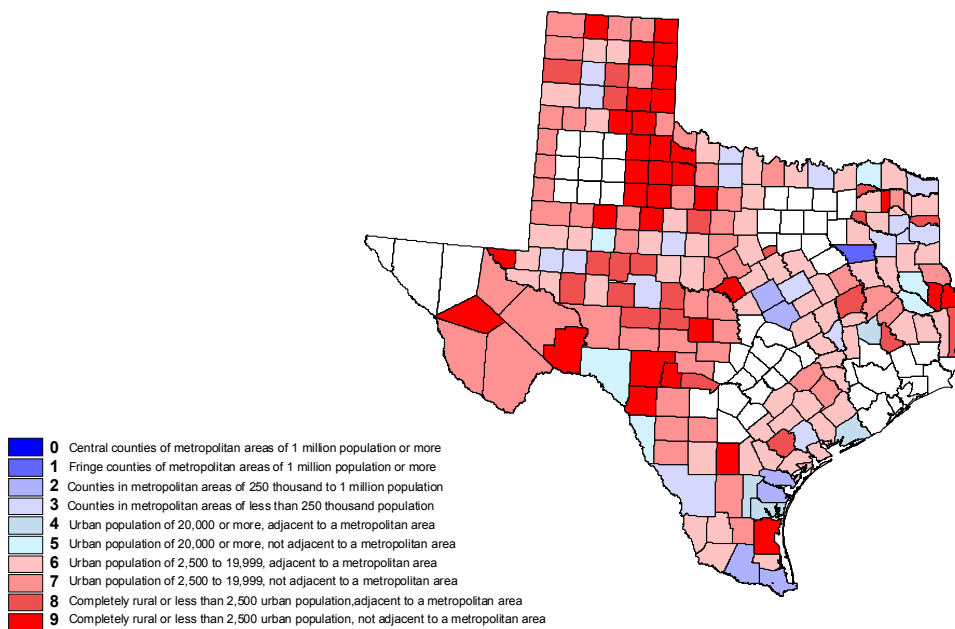 0 Central counties of metropolitan areas of 1 million population or more
1 Fringe counties of metropolitan areas of 1 million population or more
2 Counties in metropolitan areas of 250 thousand to 1 million population
3 Counties in metropolitan areas of less than 250 thousand population
4 Urban population of 20,000 or more, adjacent to a metropolitan area
5 Urban population of 20,000 or more, not adjacent to a metropolitan area
6 Urban population of 2,500 to 19,999, adjacent to a metropolitan area
7 Urban population of 2,500 to 19,999, not adjacent to a metropolitan area
8 Completely rural or less than 2,500 urban population,adjacent to a metropolitan area
9 Completely rural or less than 2,500 urban population, not adjacent to a metropolitan area